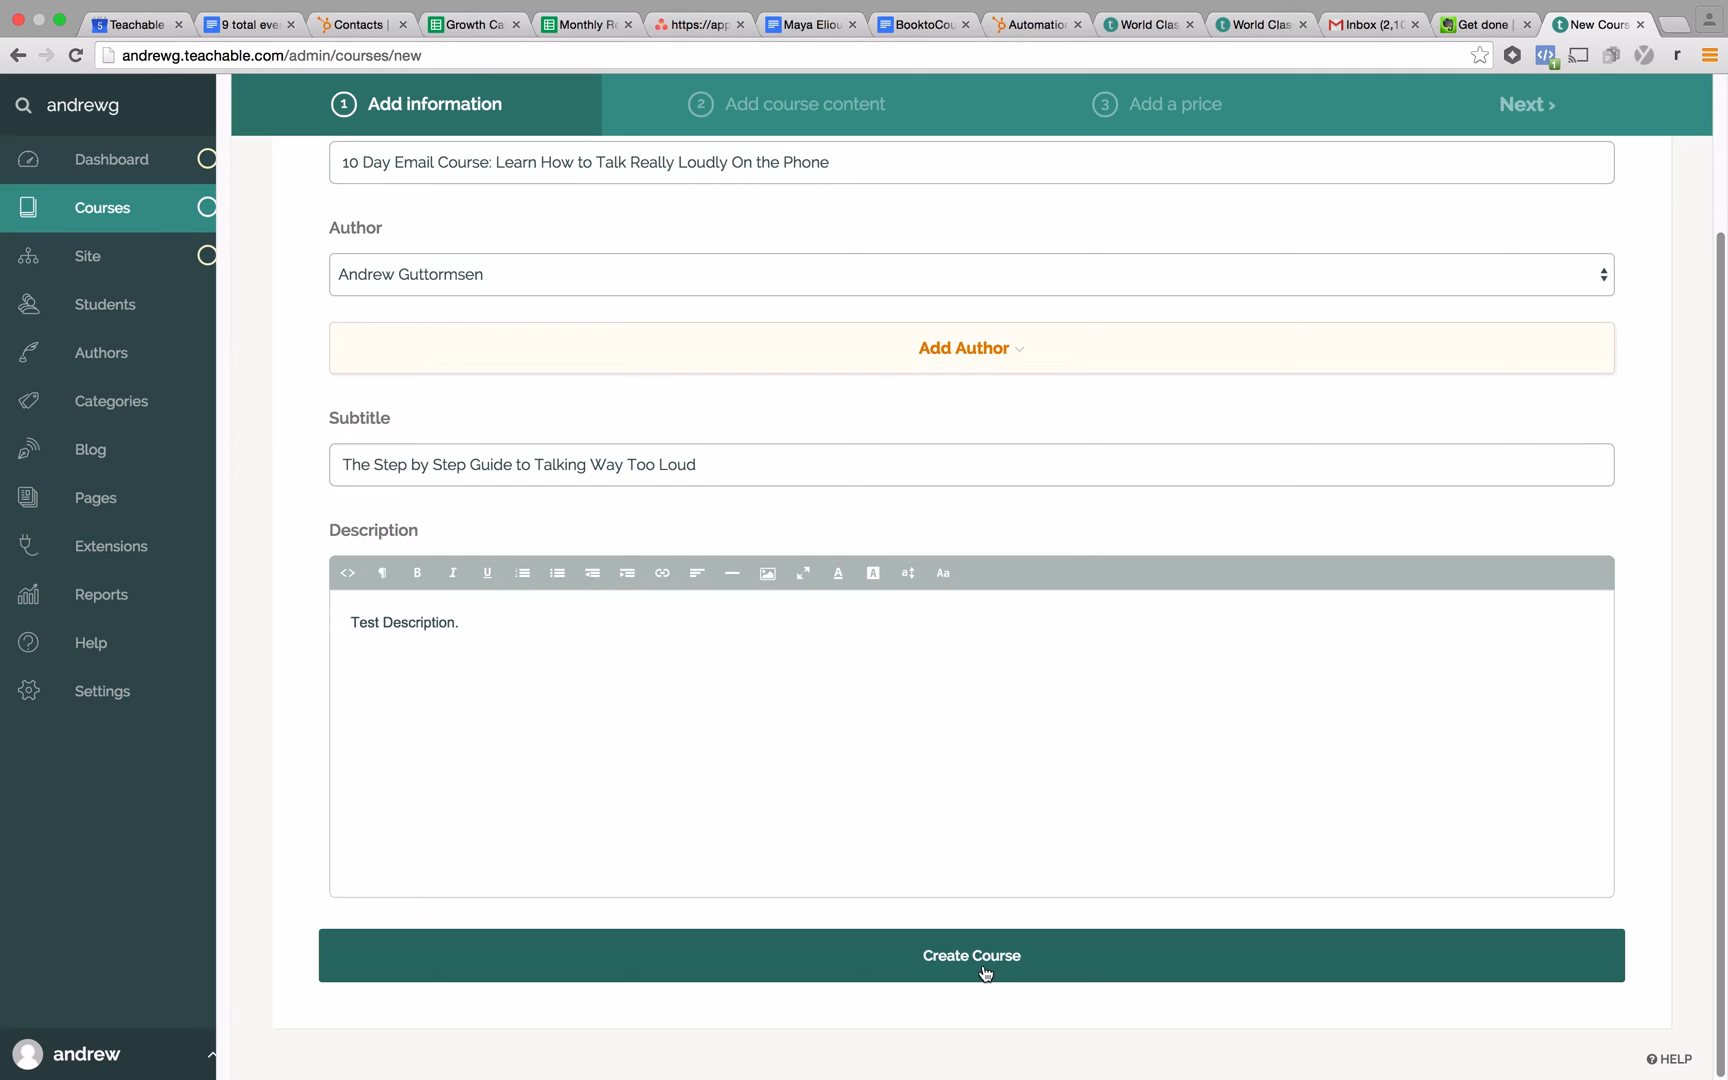 Teachable
9 total eve
Contacts |
Growth Ca
Monthly Re
https://app
Maya Eliou
BooktoCou
Automation
World Clas
World Clas
Inbox (2,10
Get done |
New Cours
andrewg.teachable.com/admin/courses/new
andrewg
1 Add information
2 Add course content
3 Add a price
Next ›
Dashboard
Courses
Site
Students
Authors
Categories
Blog
Pages
Extensions
Reports
Help
Settings
andrew
10 Day Email Course: Learn How to Talk Really Loudly On the Phone
Author
Andrew Guttormsen
Add Author
Subtitle
The Step by Step Guide to Talking Way Too Loud
Description
<> ¶ B I U A A a Aa
Test Description.
Create Course
? HELP